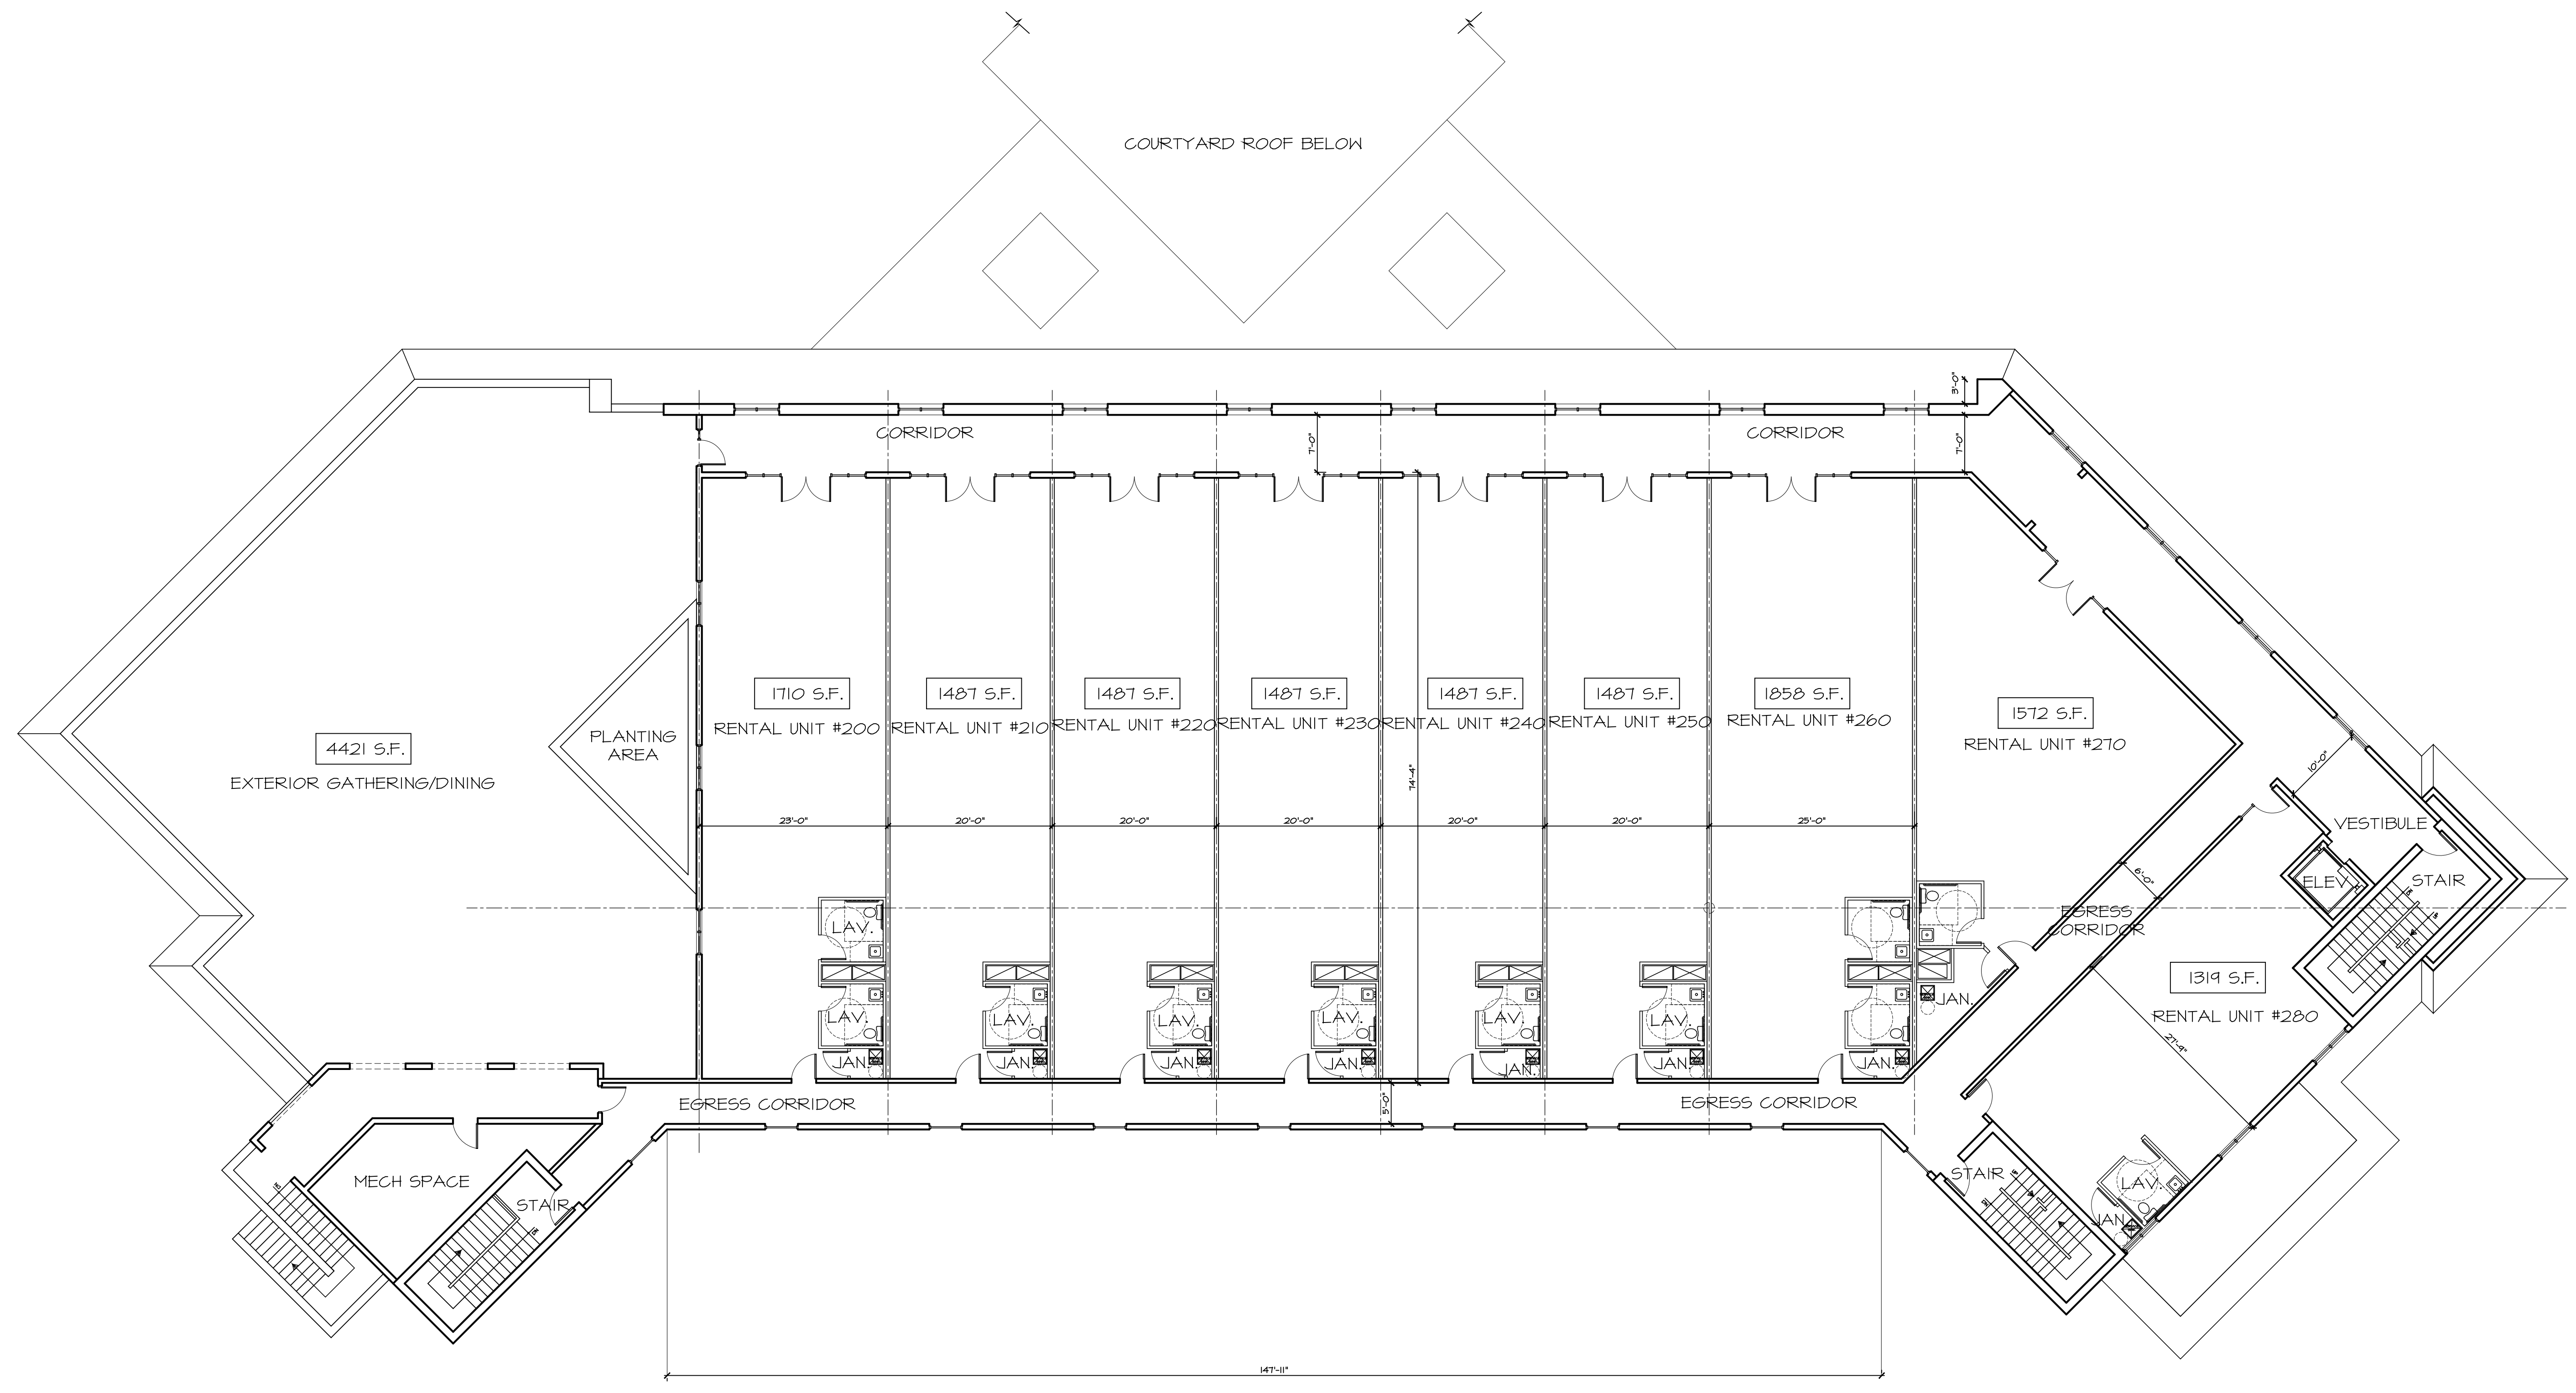 COURTYARD ROOF BELOW
3'-0"
CORRIDOR
7'-0"
CORRIDOR
7'-0"
1710 S.F.
RENTAL UNIT #200
1487 S.F.
RENTAL UNIT #210
1487 S.F.
RENTAL UNIT #220
1487 S.F.
RENTAL UNIT #230
1487 S.F.
RENTAL UNIT #240
1487 S.F.
RENTAL UNIT #250
1858 S.F.
RENTAL UNIT #260
1572 S.F.
RENTAL UNIT #270
4421 S.F.
EXTERIOR GATHERING/DINING
PLANTING
AREA
74'-4"
10'-0"
23'-0"
20'-0"
20'-0"
20'-0"
20'-0"
20'-0"
25'-0"
VESTIBULE
ELEV.
STAIR
6'-0"
EGRESS
CORRIDOR
LAV.
1319 S.F.
RENTAL UNIT #280
27'-4"
JAN.
LAV.
LAV.
LAV.
LAV.
LAV.
LAV.
JAN.
JAN.
JAN.
JAN.
JAN.
JAN.
JAN.
EGRESS CORRIDOR
5'-0"
EGRESS CORRIDOR
MECH SPACE
STAIR
DN
DN
STAIR
LAV.
JAN.
147'-11"